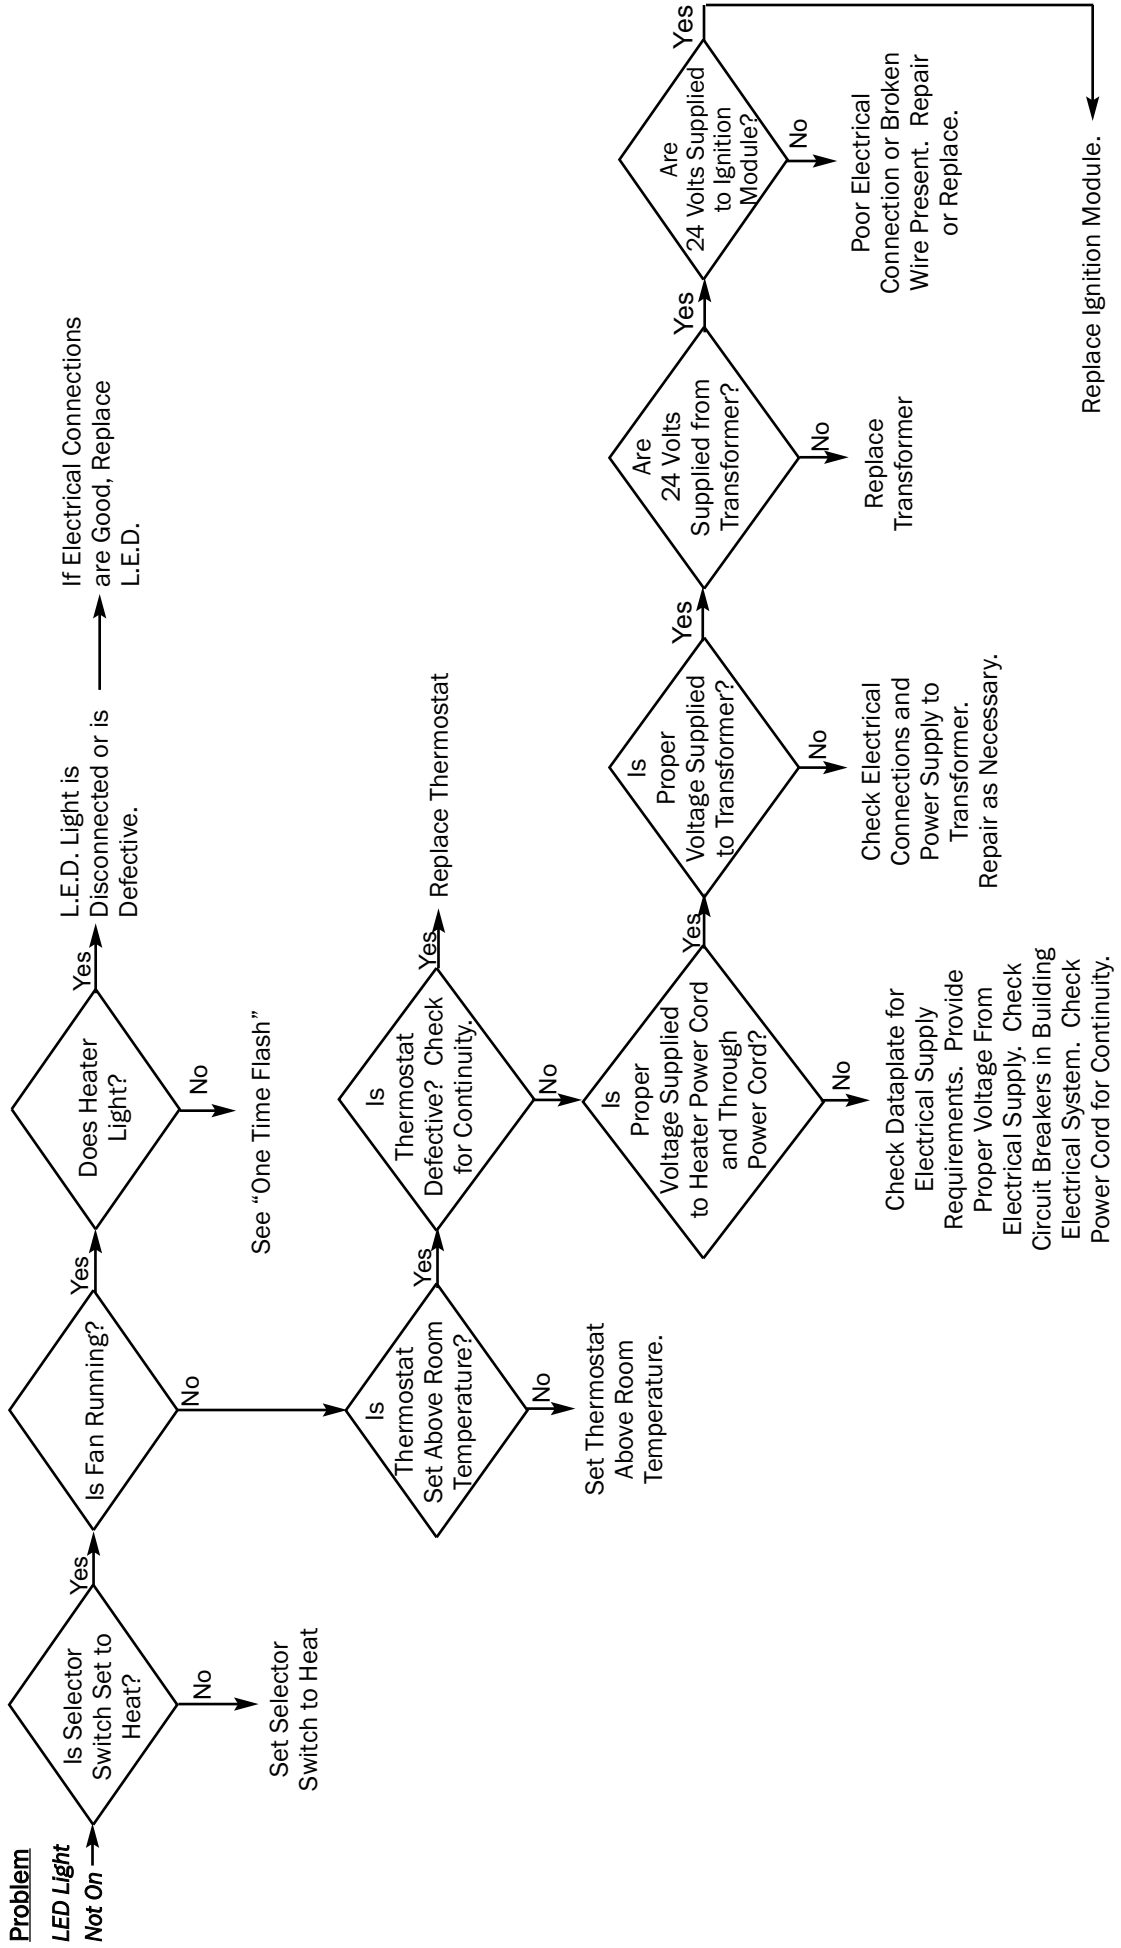 Problem
LED Light
Not On
Is Selector
Switch Set to
Heat?
Yes
No
Set Selector
Switch to Heat
Is Fan Running?
Yes
No
Does Heater
Light?
Yes
No
See “One Time Flash”
L.E.D. Light is
Disconnected or is
Defective.
If Electrical Connections
are Good, Replace
L.E.D.
Is
Thermostat
Set Above Room
Temperature?
Yes
No
Set Thermostat
Above Room
Temperature.
Is
Thermostat
Defective? Check
for Continuity.
Yes
No
Replace Thermostat
Is
Proper
Voltage Supplied
to Heater Power Cord
and Through
Power Cord?
Yes
No
Check Dataplate for
Electrical Supply
Requirements. Provide
Proper Voltage From
Electrical Supply. Check
Circuit Breakers in Building
Electrical System. Check
Power Cord for Continuity.
Is
Proper
Voltage Supplied
to Transformer?
Yes
No
Check Electrical
Connections and
Power Supply to
Transformer.
Repair as Necessary.
Are
24 Volts
Supplied from
Transformer?
Yes
No
Replace
Transformer
Are
24 Volts Supplied
to Ignition
Module?
Yes
No
Poor Electrical
Connection or Broken
Wire Present. Repair
or Replace.
Replace Ignition Module.